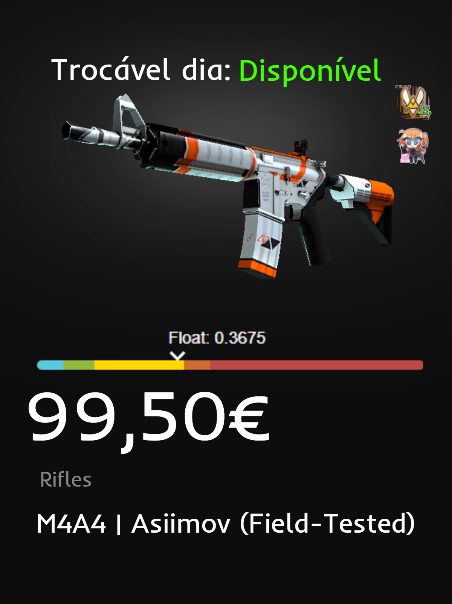 Trocável dia: Disponível
Float: 0.3675
99,50€
Rifles
M4A4 | Asiimov (Field-Tested)